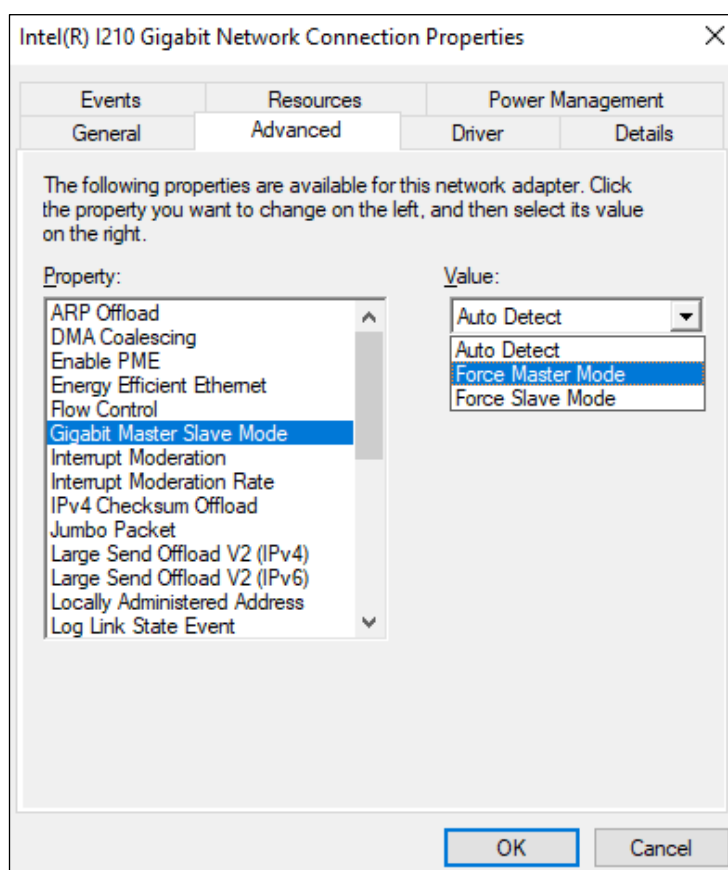 Intel(R) I210 Gigabit Network Connection Properties
Events Resources Power Management
General Advanced Driver Details
The following properties are available for this network adapter. Click
the property you want to change on the left, and then select its value
on the right.
Property:
ARP Offload
DMA Coalescing
Enable PME
Energy Efficient Ethernet
Flow Control
Gigabit Master Slave Mode
Interrupt Moderation
Interrupt Moderation Rate
IPv4 Checksum Offload
Jumbo Packet
Large Send Offload V2 (IPv4)
Large Send Offload V2 (IPv6)
Locally Administered Address
Log Link State Event
Value:
Auto Detect
Auto Detect
Force Master Mode
Force Slave Mode
OK Cancel